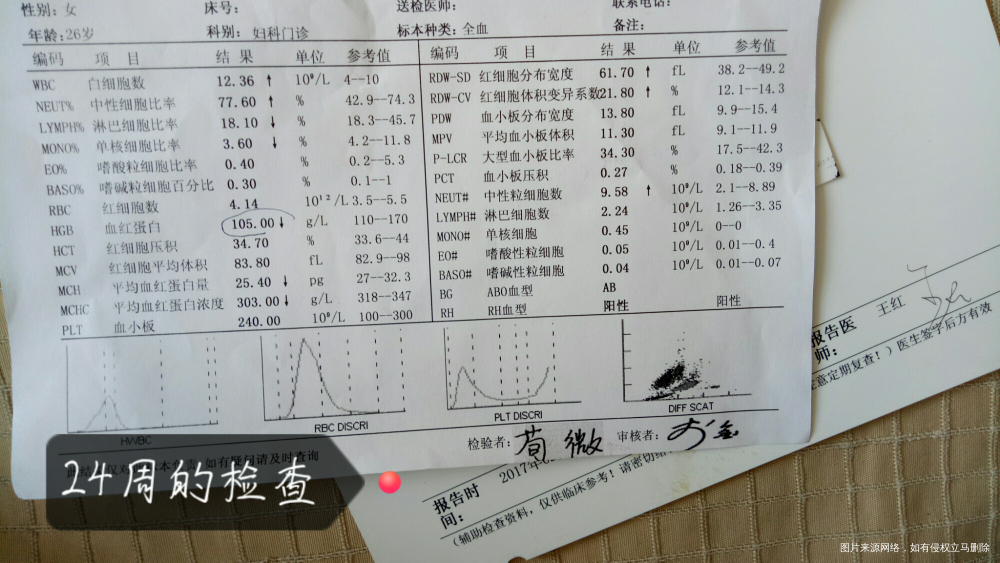 性别: 女 床号: 送检医师: 联系电话:
年龄:26岁 科别: 妇科门诊 标本种类:全血 备注:
编码 项 目 结 果 单位 参考值 编码 项 目 结 果 单位 参考值
WBC 白细胞数 12.36 ↑ 10⁹/L 4--10 RDW-SD 红细胞分布宽度 61.70 ↑ fL 38.2--49.2
NEUT% 中性细胞比率 77.60 ↑ % 42.9--74.3 RDW-CV 红细胞体积变异系数21.80 ↑ % 12.1--14.3
LYMPH% 淋巴细胞比率 18.10 ↓ % 18.3--45.7 PDW 血小板分布宽度 13.80 fL 9.9--15.4
MONO% 单核细胞比率 3.60 ↓ % 4.2--11.8 MPV 平均血小板体积 11.30 fL 9.1--11.9
EO% 嗜酸粒细胞比率 0.40 % 0.2--5.3 P-LCR 大型血小板比率 34.30 % 17.5--42.3
BASO% 嗜碱粒细胞百分比 0.30 % 0.1--1 PCT 血小板压积 0.27 % 0.18--0.39
RBC 红细胞数 4.14 10¹²/L 3.5--5.5 NEUT# 中性粒细胞数 9.58 ↑ 10⁹/L 2.1--8.89
HGB 血红蛋白 105.00↓ g/L 110--170 LYMPH# 淋巴细胞数 2.24 10⁹/L 1.26--3.35
HCT 红细胞压积 34.70 % 33.6--44 MONO# 单核细胞 0.45 10⁹/L 0--0
MCV 红细胞平均体积 83.80 fL 82.9--98 EO# 嗜酸性粒细胞 0.05 10⁹/L 0.01--0.4
MCH 平均血红蛋白量 25.40 ↓ pg 27--32.3 BASO# 嗜碱性粒细胞 0.04 10⁹/L 0.01--0.07
MCHC 平均血红蛋白浓度 303.00↓ g/L 318--347 BG ABO血型 AB
PLT 血小板 240.00 10⁹/L 100--300 RH RH血型 阳性 阳性
HWBC RBC DISCRI PLT DISCRI DIFF SCAT
检验者: 荀微 审核者:
如有疑问请及时查询
24周的检查
报告医师: 王红
意定期复查!)医生签字后方有效
报告时间: 2017年0
(辅助检查资料,仅供临床参考!请密切结
图片来源网络，如有侵权立马删除